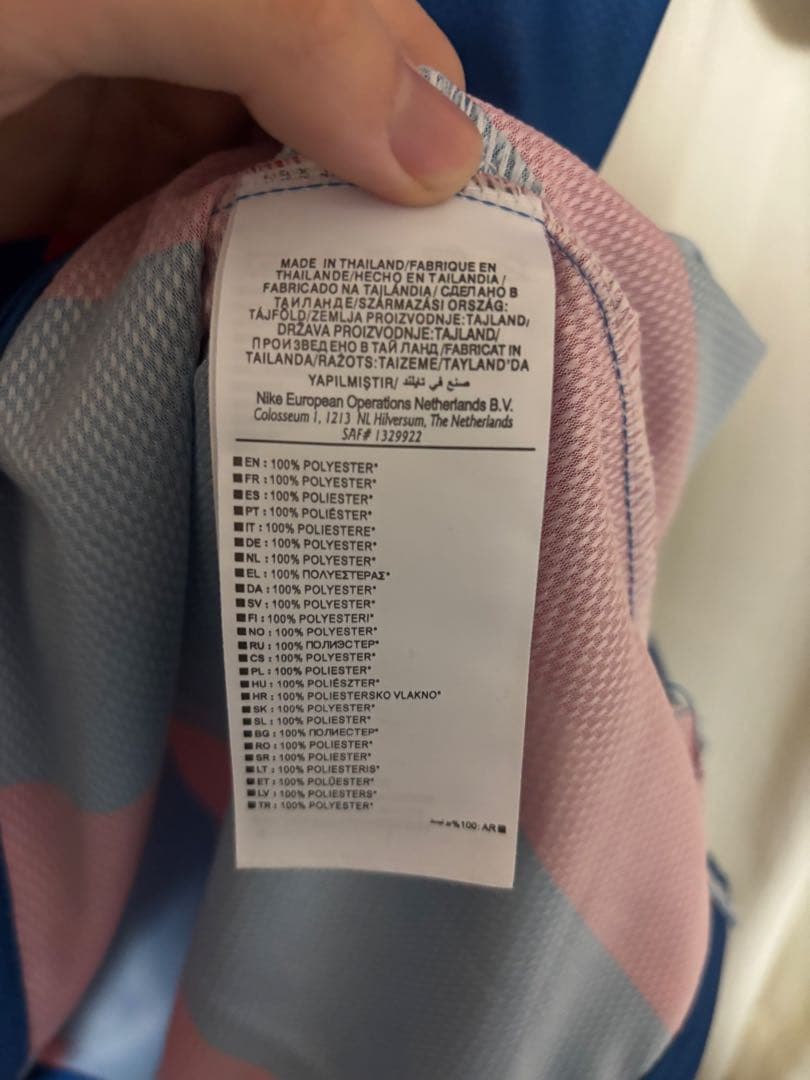 MADE IN THAILAND/FABRIQUE EN
THAILANDE/HECHO EN TAILANDIA/
FABRICADO NA TAJLÂNDIA/СДЕЛАНО В
ТАИЛАНДЕ/SZÁRMAZÁSI ORSZÁG:
TÁJFÖLD/ZEMLJA PROIZVODNJE:TAJLAND/
DRŽAVA PROIZVODNJE:TAJLAND/
ПРОИЗВЕДЕНО В ТАЙЛАНД/FABRICAT IN
TAILANDA/RAŽOTS:TAIZEME/TAYLAND'DA
YAPILMIŞTIR/ صنع في تايلند
Nike European Operations Netherlands B.V.
Colosseum 1, 1213 NL Hilversum, The Netherlands
SAF# 1329922
EN : 100% POLYESTER*
FR : 100% POLYESTER*
ES : 100% POLIESTER*
PT : 100% POLIÉSTER*
IT : 100% POLIESTERE*
DE : 100% POLYESTER*
NL : 100% POLYESTER*
EL : 100% ΠΟΛΥΕΣΤΕΡΑΣ*
DA : 100% POLYESTER*
SV : 100% POLYESTER*
FI : 100% POLYESTERI*
NO : 100% POLYESTER*
RU : 100% ПОЛИЭСТЕР*
CS : 100% POLYESTER*
PL : 100% POLIESTER*
HU : 100% POLIÉSZTER*
HR : 100% POLIESTERSKO VLAKNO*
SK : 100% POLYESTER*
SL : 100% POLIESTER*
BG : 100% ПОЛИЕСТЕР*
RO : 100% POLIESTER*
SR : 100% POLIESTER*
LT : 100% POLIESTERIS*
ET : 100% POLÜESTER*
LV : 100% POLIESTERS*
TR : 100% POLYESTER*
%100: AR